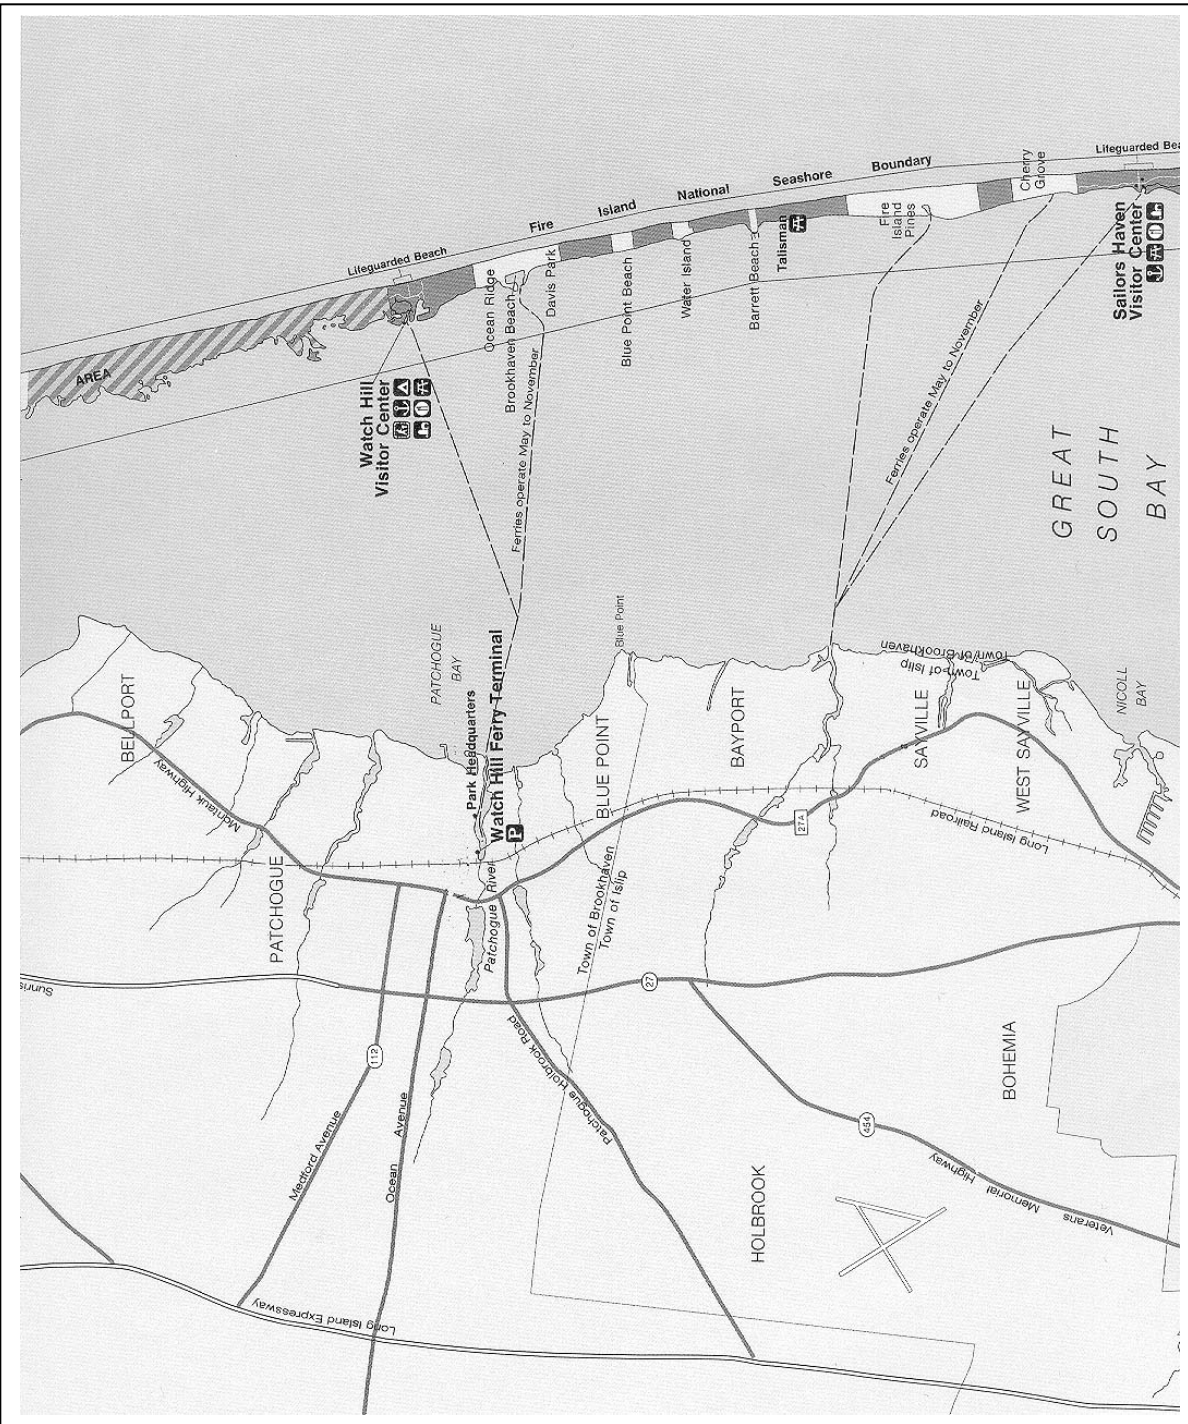 Lifeguarded Bea
Cherry
Grove
Fire Island National Seashore Boundary
Fire
Island
Pines
Talisman
Sailors Haven
Visitor Center
Lifeguarded Beach
Barrett Beach
Water Island
Blue Point Beach
Davis Park
Brookhaven Beach
Ocean Ridge
AREA
Watch Hill
Visitor Center
Ferries operate May to November
Ferries operate May to November
GREAT
SOUTH
BAY
PATCHOGUE
BAY
Blue Point
Town of Brookhaven
Town of Islip
NICOLL
BAY
BELLPORT
Park Headquarters
Watch Hill Ferry Terminal
P
BLUE POINT
BAYPORT
SAYVILLE
WEST SAYVILLE
Montauk Highway
27A
Long Island Railroad
PATCHOGUE
Patchogue River
Town of Brookhaven
Town of Islip
Sunris
27
112
Patchogue Holbrook Road
BOHEMIA
454
Medford Avenue
Ocean Avenue
HOLBROOK
Veterans Memorial Highway
Long Island Expressway